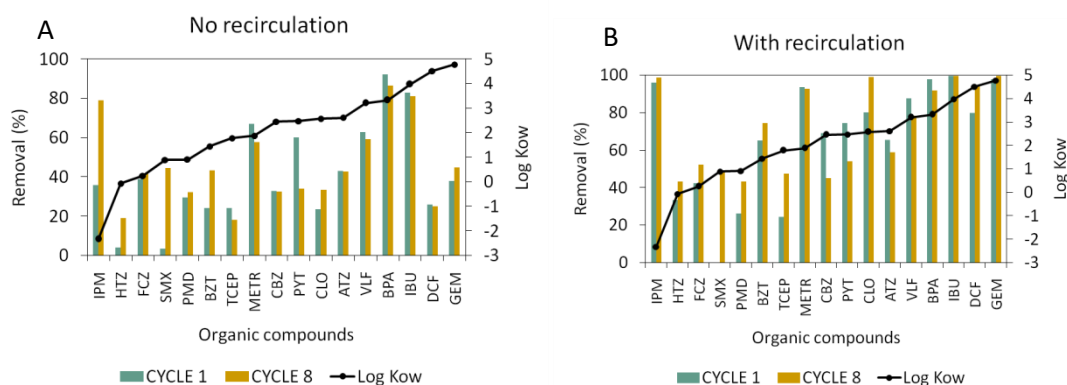 A
No recirculation
Removal (%)
100
80
60
40
20
0
5
4
3
2
1
0
-1
-2
-3
Log Kow
IPM
HTZ
FCZ
SMX
PMD
BZT
TCEP
METR
CBZ
PYT
CLO
ATZ
VLF
BPA
IBU
DCF
GEM
Organic compounds
CYCLE 1 CYCLE 8 Log Kow
B
With recirculation
Removal (%)
100
80
60
40
20
0
5
4
3
2
1
0
-1
-2
-3
Log Kow
IPM
HTZ
FCZ
SMX
PMD
BZT
TCEP
METR
CBZ
PYT
CLO
ATZ
VLF
BPA
IBU
DCF
GEM
Organic compounds
CYCLE 1 CYCLE 8 Log Kow